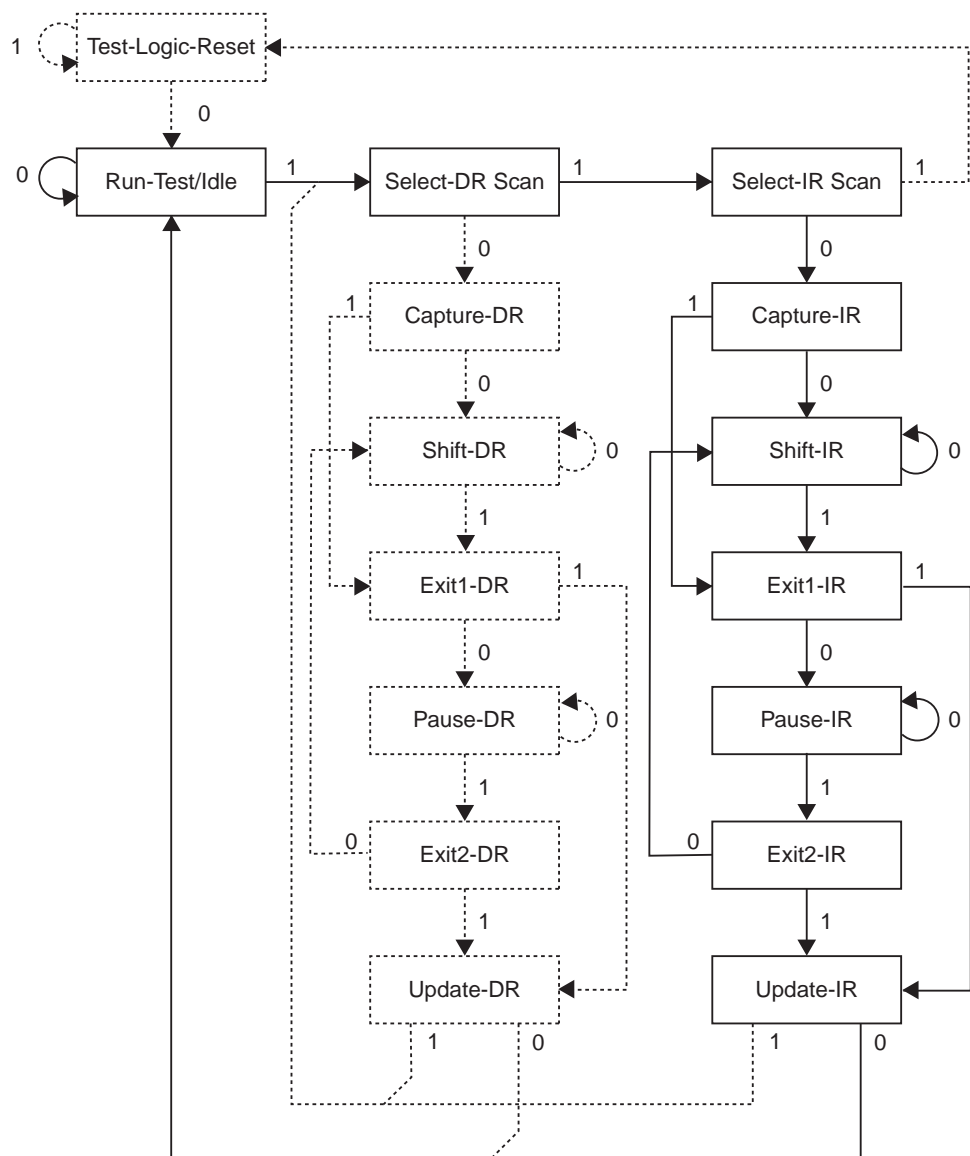 Test-Logic-Reset
1
0
0
Run-Test/Idle
1
Select-DR Scan
1
Select-IR Scan
1
0
0
1
Capture-DR
1
Capture-IR
0
0
Shift-DR
0
Shift-IR
0
1
1
Exit1-DR
1
Exit1-IR
1
0
0
Pause-DR
0
Pause-IR
0
1
1
0
Exit2-DR
0
Exit2-IR
1
1
Update-DR
Update-IR
1
0
1
0